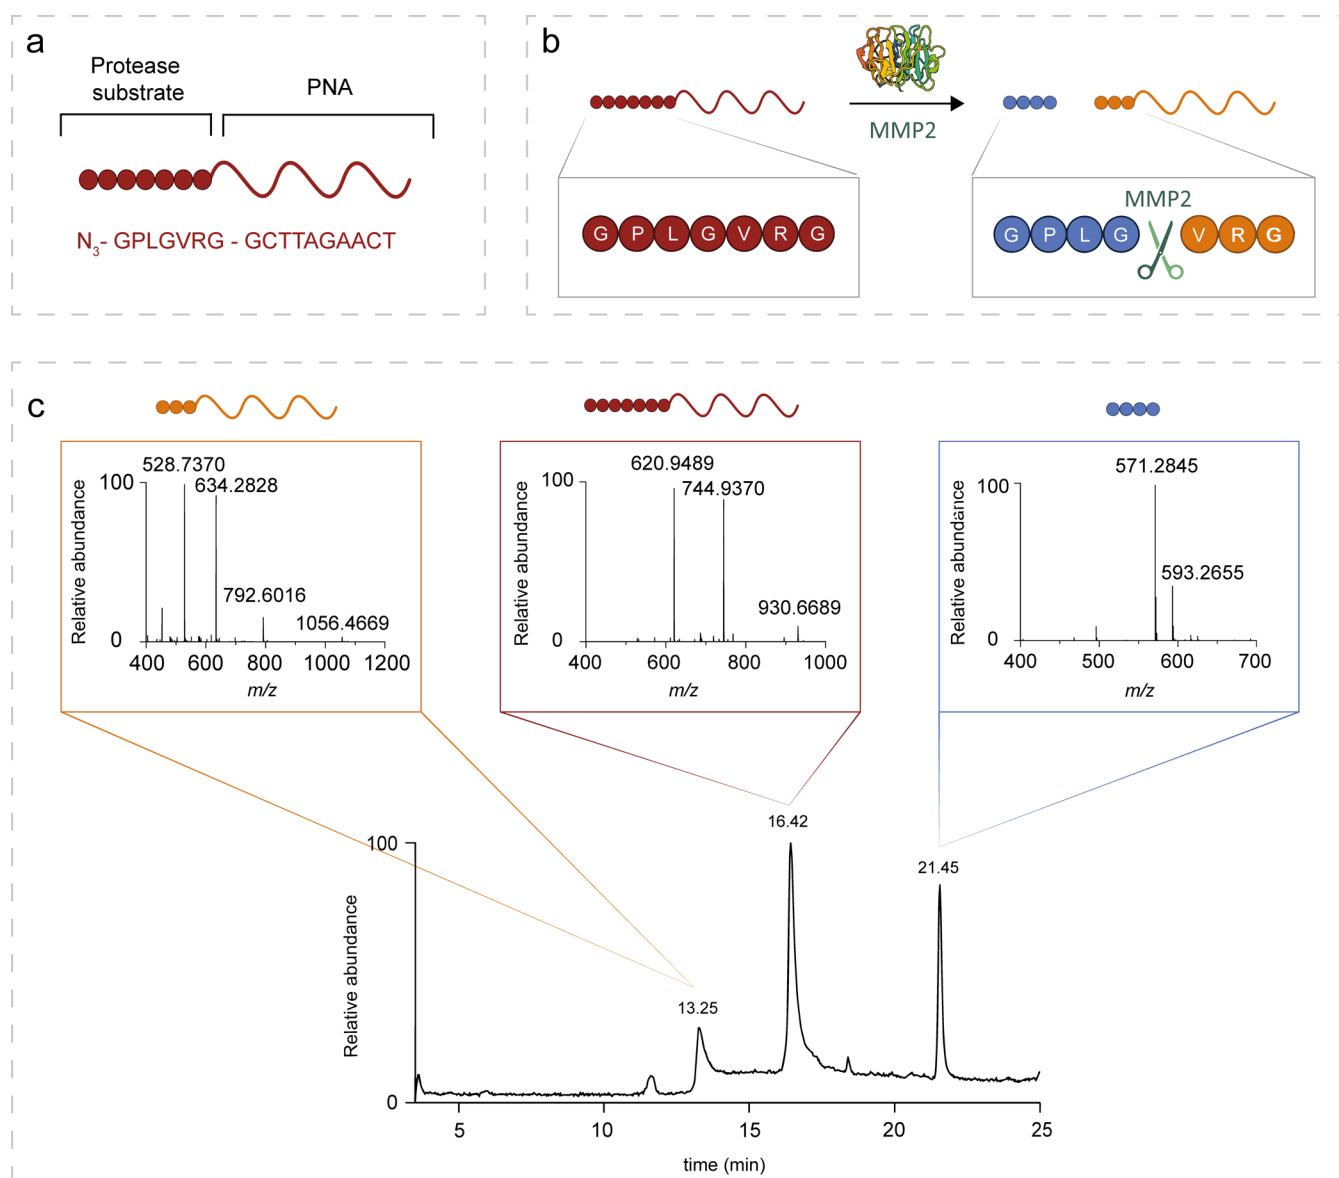 a
Protease
substrate
PNA
N3- GPLGVRG - GCTTAGAACT
b
MMP2
G P L G V R G
MMP2
G P L G V R G
c
528.7370
634.2828
792.6016
1056.4669
100
0
Relative abundance
400 600 800 1000 1200
m/z
620.9489
744.9370
930.6689
100
0
Relative abundance
400 600 800 1000
m/z
571.2845
593.2655
100
0
Relative abundance
400 500 600 700
m/z
16.42
21.45
13.25
100
0
Relative abundance
5 10 15 20 25
time (min)